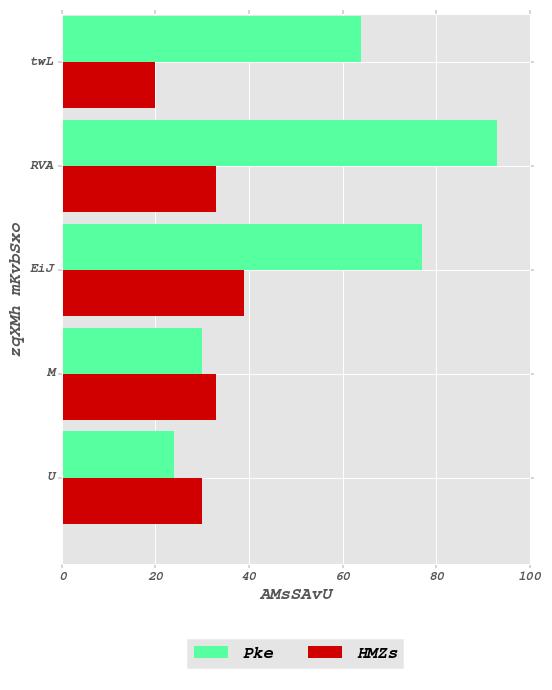 twL
RVA
EiJ
M
U
zqXMh mKvbSxo
0 20 40 60 80 100
AMsSAvU
Pke HMZs